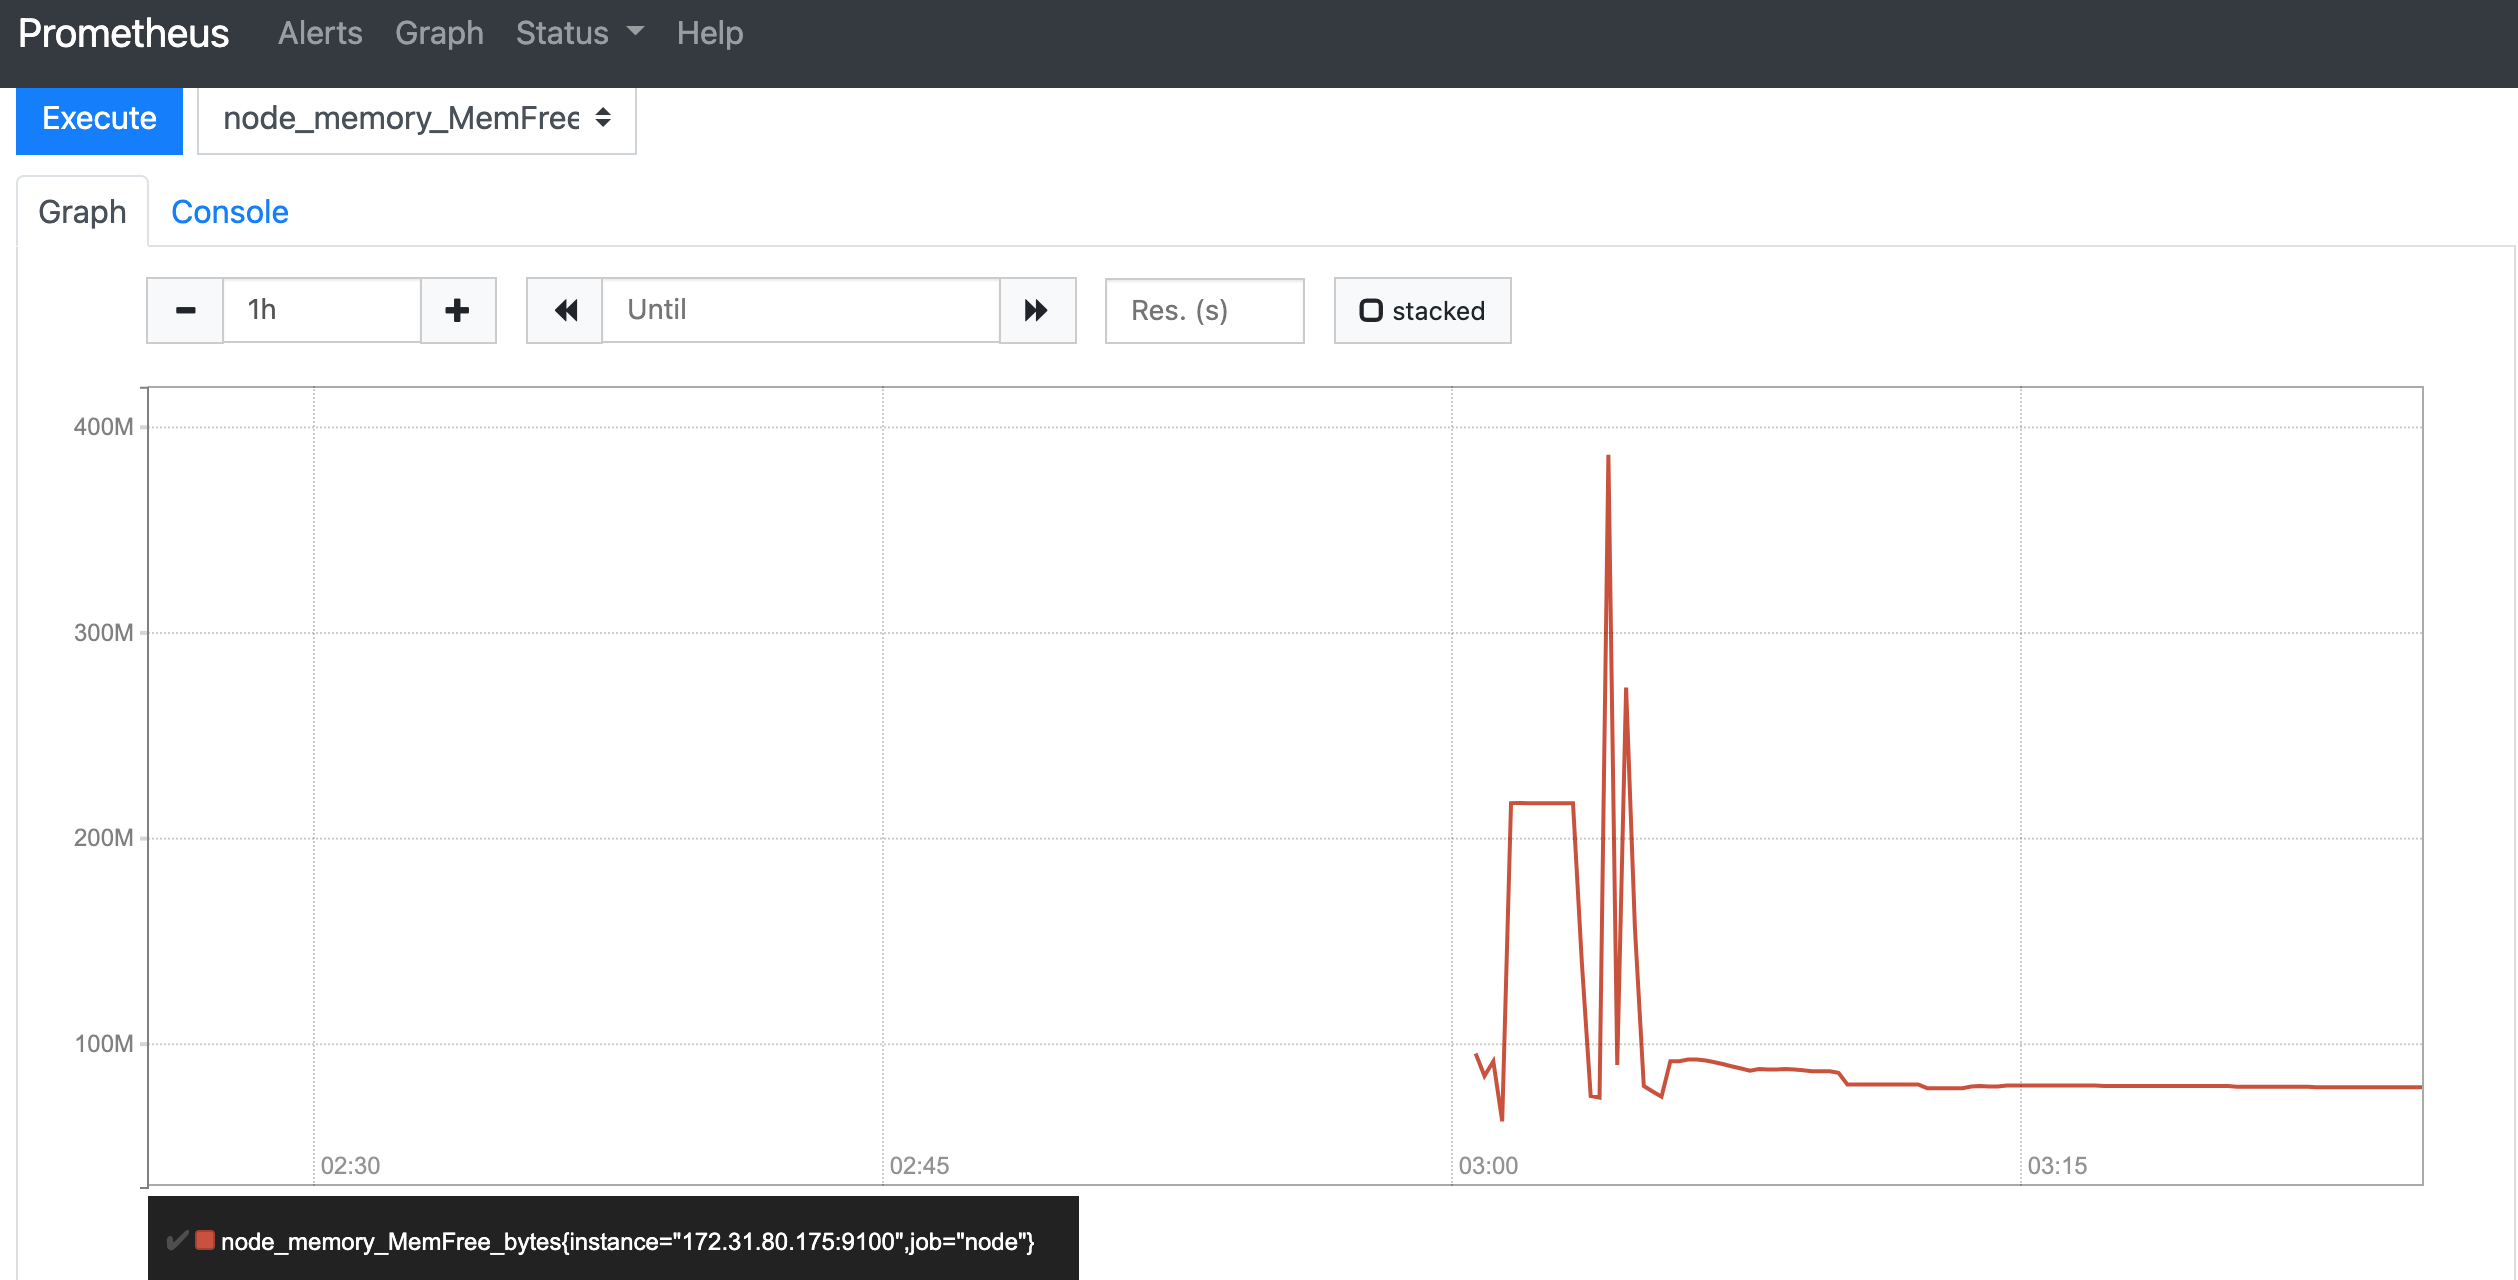 Prometheus Alerts Graph Status Help
Execute node_memory_MemFree
Graph Console
1h Until Res. (s) stacked
400M
300M
200M
100M
02:30 02:45 03:00 03:15
node_memory_MemFree_bytes{instance="172.31.80.175:9100",job="node"}